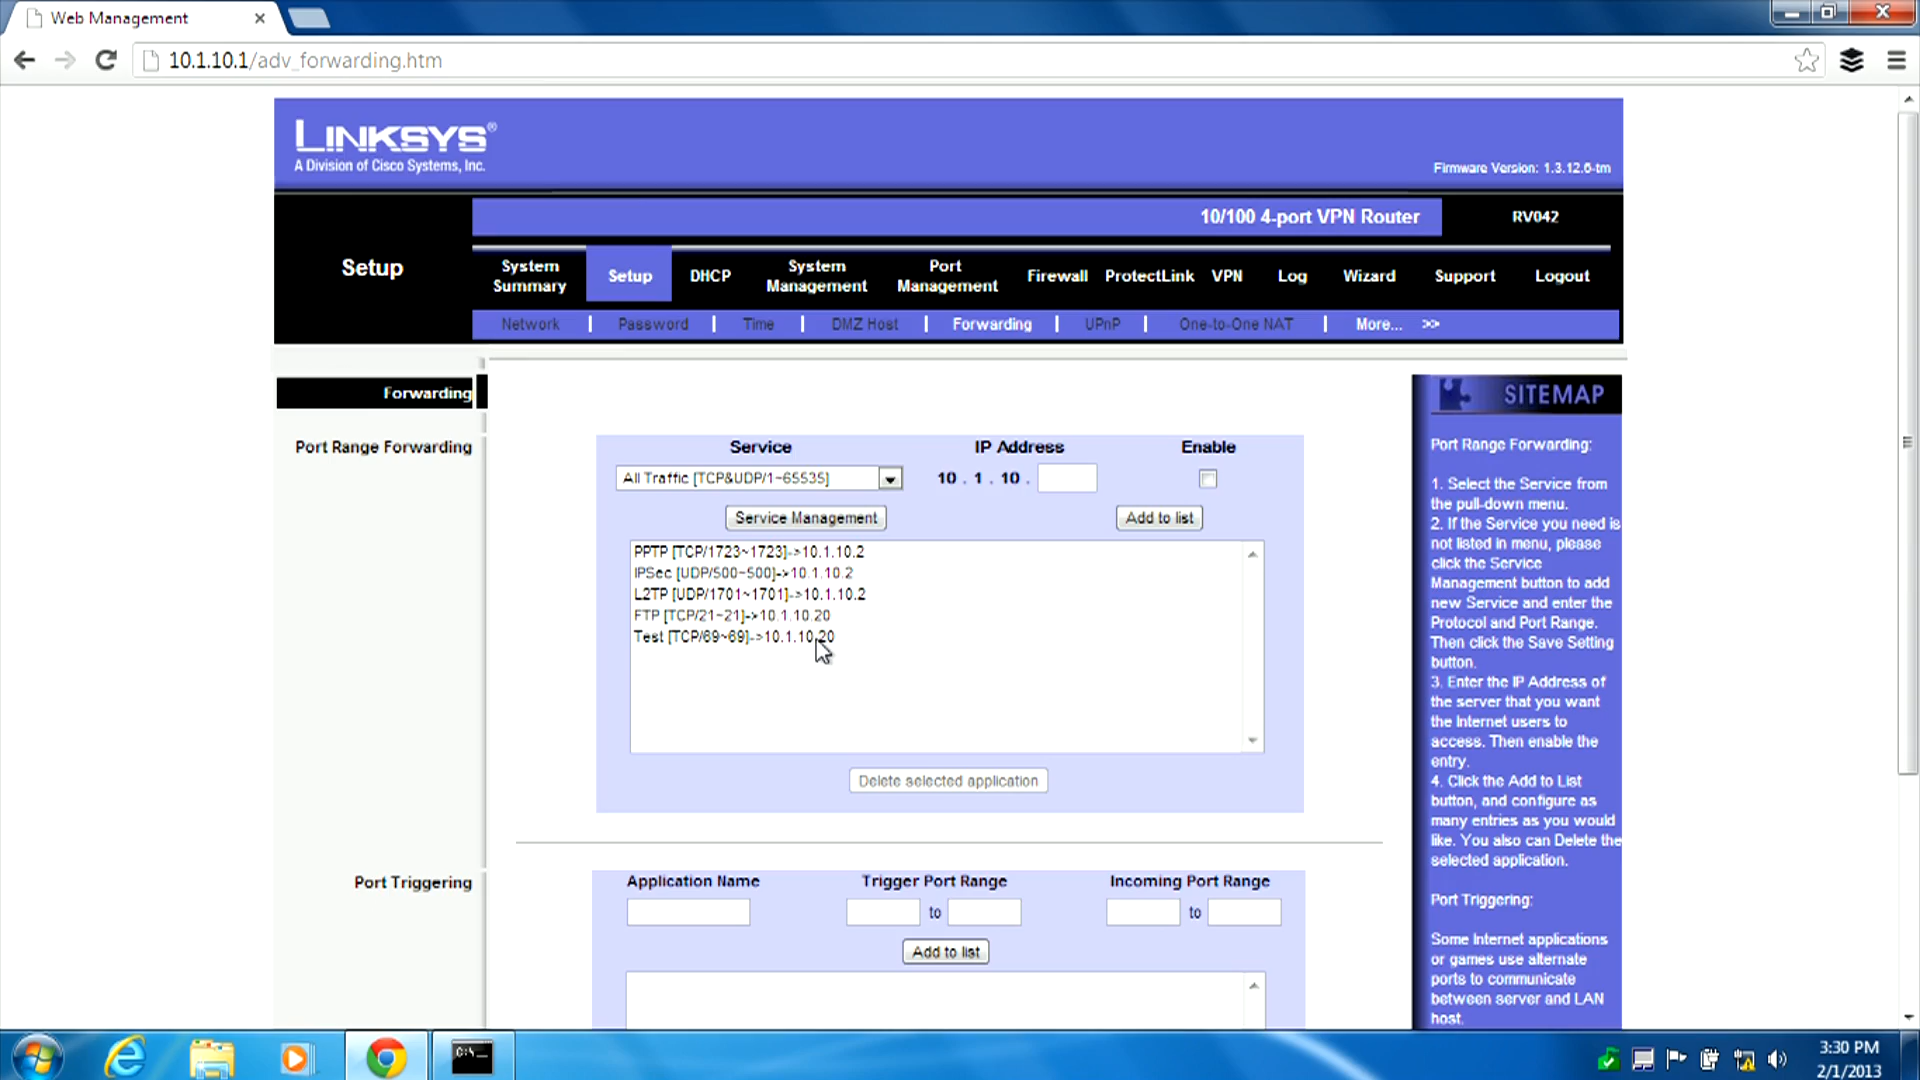 Web Management
10.1.10.1/adv_forwarding.htm
LINKSYS®
A Division of Cisco Systems, Inc.
Firmware Version: 1.3.12.6-tm
10/100 4-port VPN Router
RV042
Setup
System Summary
Setup
DHCP
System Management
Port Management
Firewall
ProtectLink
VPN
Log
Wizard
Support
Logout
Network | Password | Time | DMZ Host | Forwarding | UPnP | One-to-One NAT | More... >>
Forwarding
Port Range Forwarding
Service
IP Address
Enable
All Traffic [TCP&UDP/1~65535]
10 . 1 . 10 .
Service Management
Add to list
PPTP [TCP/1723~1723]->10.1.10.2
IPSec [UDP/500~500]->10.1.10.2
L2TP [UDP/1701~1701]->10.1.10.2
FTP [TCP/21~21]->10.1.10.20
Test [TCP/69~69]->10.1.10.20
Delete selected application
Port Triggering
Application Name
Trigger Port Range
Incoming Port Range
to
to
Add to list
SITEMAP
Port Range Forwarding:
1. Select the Service from
the pull-down menu.
2. If the Service you need is
not listed in menu, please
click the Service
Management button to add
new Service and enter the
Protocol and Port Range.
Then click the Save Setting
button.
3. Enter the IP Address of
the server that you want
the Internet users to
access. Then enable the
entry.
4. Click the Add to List
button, and configure as
many entries as you would
like. You also can Delete the
selected application.
Port Triggering:
Some Internet applications
or games use alternate
ports to communicate
between server and LAN
host.
C:\.
3:30 PM
2/1/2013